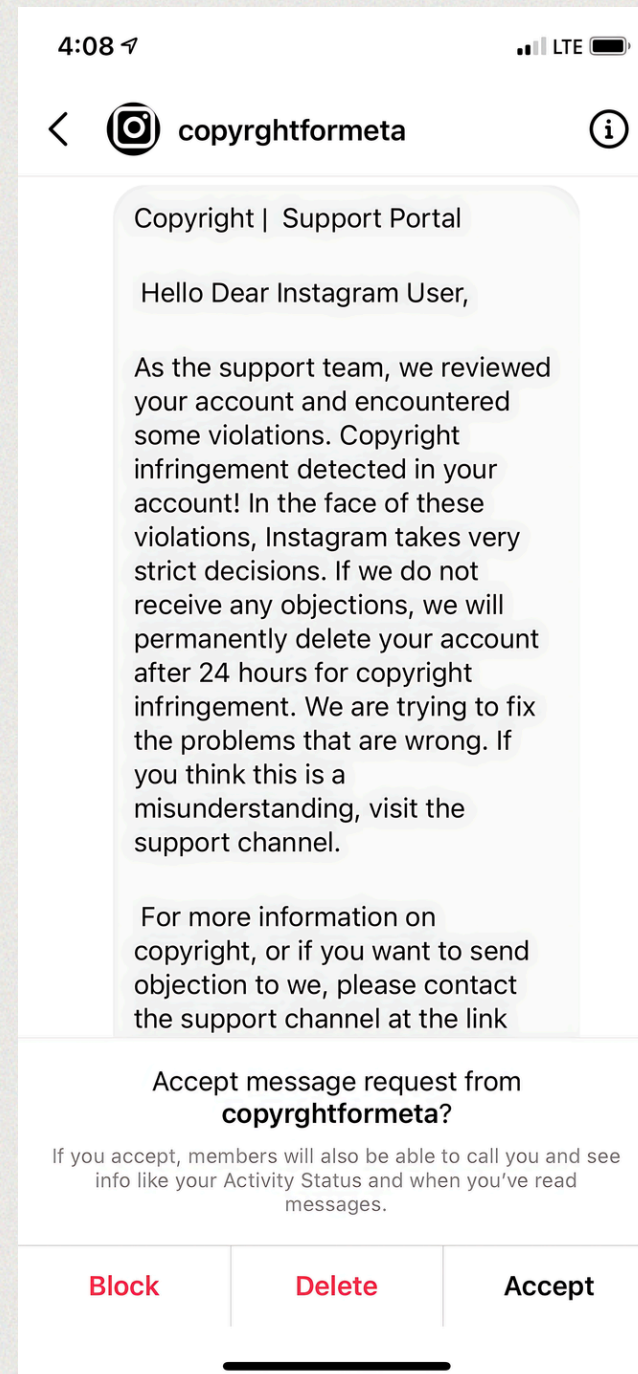 4:08
LTE
copyrghtformeta
Copyright | Support Portal
Hello Dear Instagram User,
As the support team, we reviewed
your account and encountered
some violations. Copyright
infringement detected in your
account! In the face of these
violations, Instagram takes very
strict decisions. If we do not
receive any objections, we will
permanently delete your account
after 24 hours for copyright
infringement. We are trying to fix
the problems that are wrong. If
you think this is a
misunderstanding, visit the
support channel.
For more information on
copyright, or if you want to send
objection to we, please contact
the support channel at the link
Accept message request from
copyrghtformeta?
If you accept, members will also be able to call you and see
info like your Activity Status and when you've read
messages.
Block
Delete
Accept